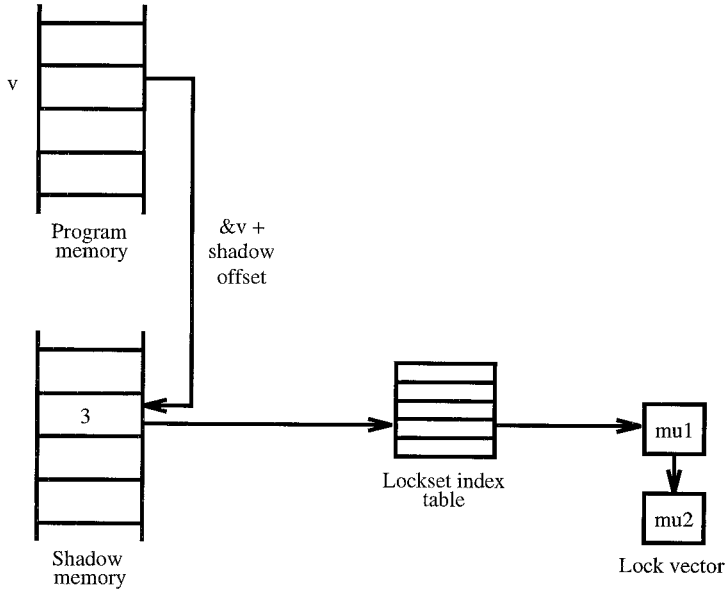 v
Program
memory
&v +
shadow
offset
3
mu1
Lockset index
table
mu2
Shadow
memory
Lock vector